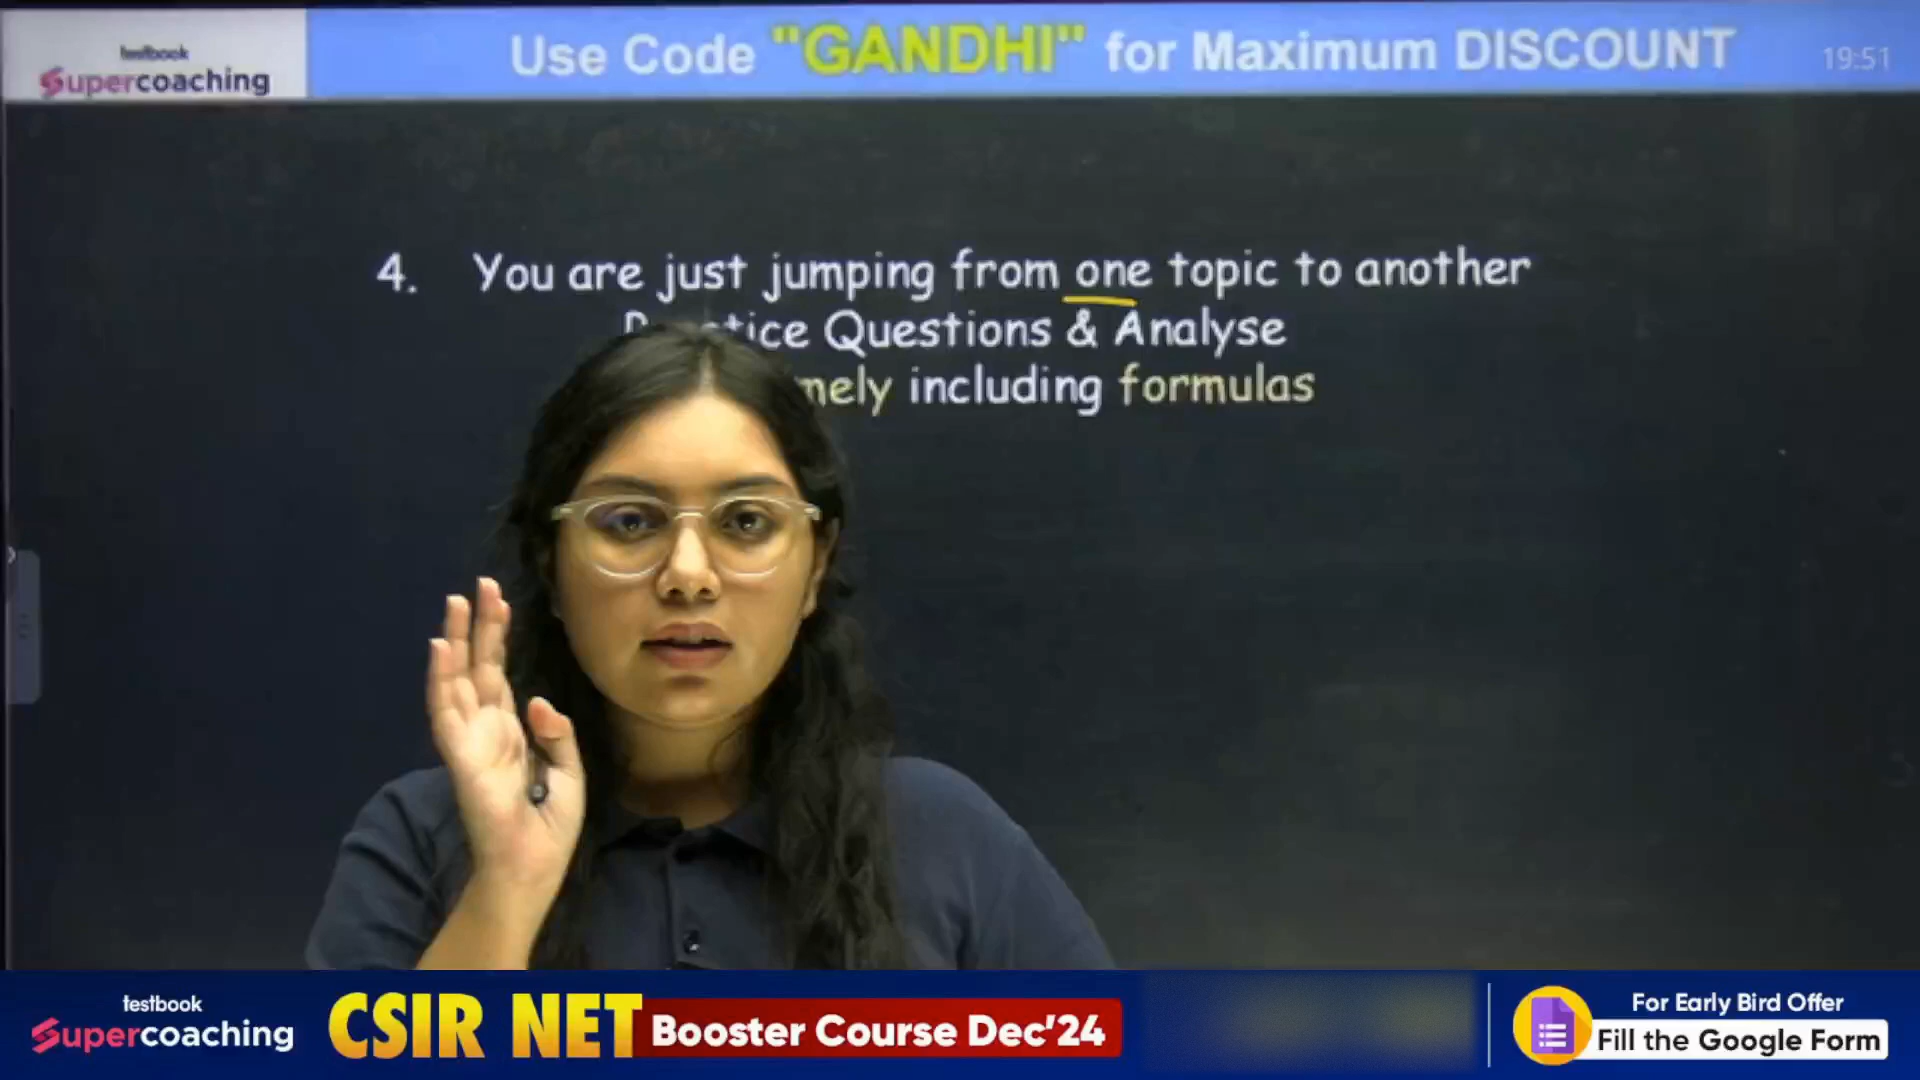 testbook
Supercoaching
Use Code "GANDHI" for Maximum DISCOUNT
19:51
4. You are just jumping from one topic to another
Questions & Analyse
including formulas
testbook
Supercoaching
CSIR NET
Booster Course Dec'24
For Early Bird Offer
Fill the Google Form